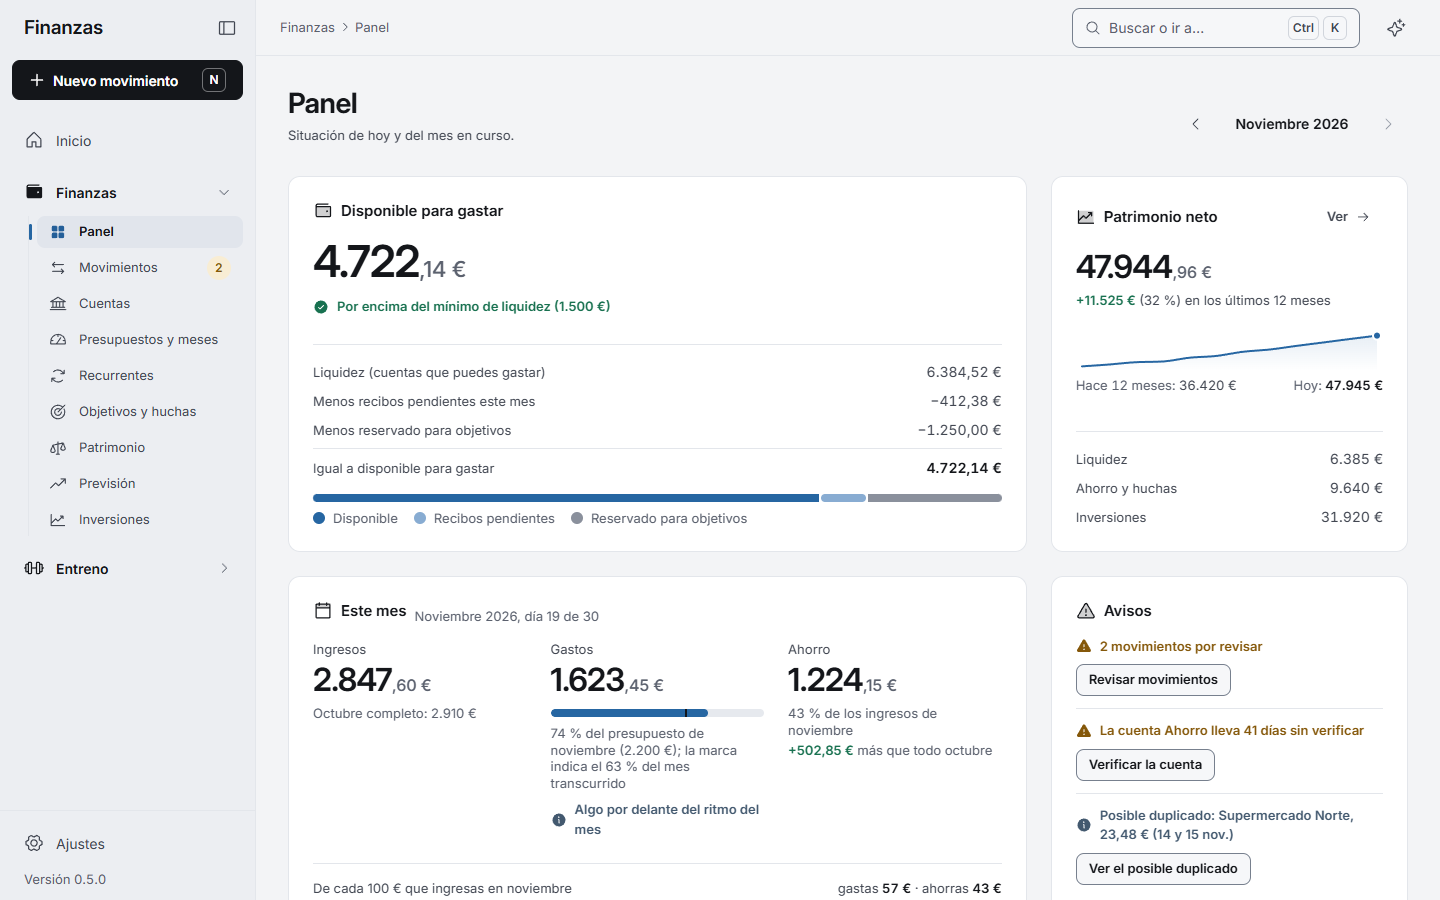 Finanzas
Nuevo movimiento N
Inicio
Finanzas
Panel
Movimientos 2
Cuentas
Presupuestos y meses
Recurrentes
Objetivos y huchas
Patrimonio
Previsión
Inversiones
Entreno
Ajustes
Versión 0.5.0
Finanzas > Panel
Buscar o ir a... Ctrl K
Panel
Situación de hoy y del mes en curso.
Noviembre 2026
Disponible para gastar
4.722,14 €
Por encima del mínimo de liquidez (1.500 €)
Liquidez (cuentas que puedes gastar) 6.384,52 €
Menos recibos pendientes este mes −412,38 €
Menos reservado para objetivos −1.250,00 €
Igual a disponible para gastar 4.722,14 €
Disponible Recibos pendientes Reservado para objetivos
Patrimonio neto Ver →
47.944,96 €
+11.525 € (32 %) en los últimos 12 meses
Hace 12 meses: 36.420 € Hoy: 47.945 €
Liquidez 6.385 €
Ahorro y huchas 9.640 €
Inversiones 31.920 €
Este mes Noviembre 2026, día 19 de 30
Ingresos
2.847,60 €
Octubre completo: 2.910 €
Gastos
1.623,45 €
74 % del presupuesto de
noviembre (2.200 €); la marca
indica el 63 % del mes
transcurrido
Algo por delante del ritmo del
mes
Ahorro
1.224,15 €
43 % de los ingresos de
noviembre
+502,85 € más que todo octubre
De cada 100 € que ingresas en noviembre gastas 57 € · ahorras 43 €
Avisos
2 movimientos por revisar
Revisar movimientos
La cuenta Ahorro lleva 41 días sin verificar
Verificar la cuenta
Posible duplicado: Supermercado Norte,
23,48 € (14 y 15 nov.)
Ver el posible duplicado